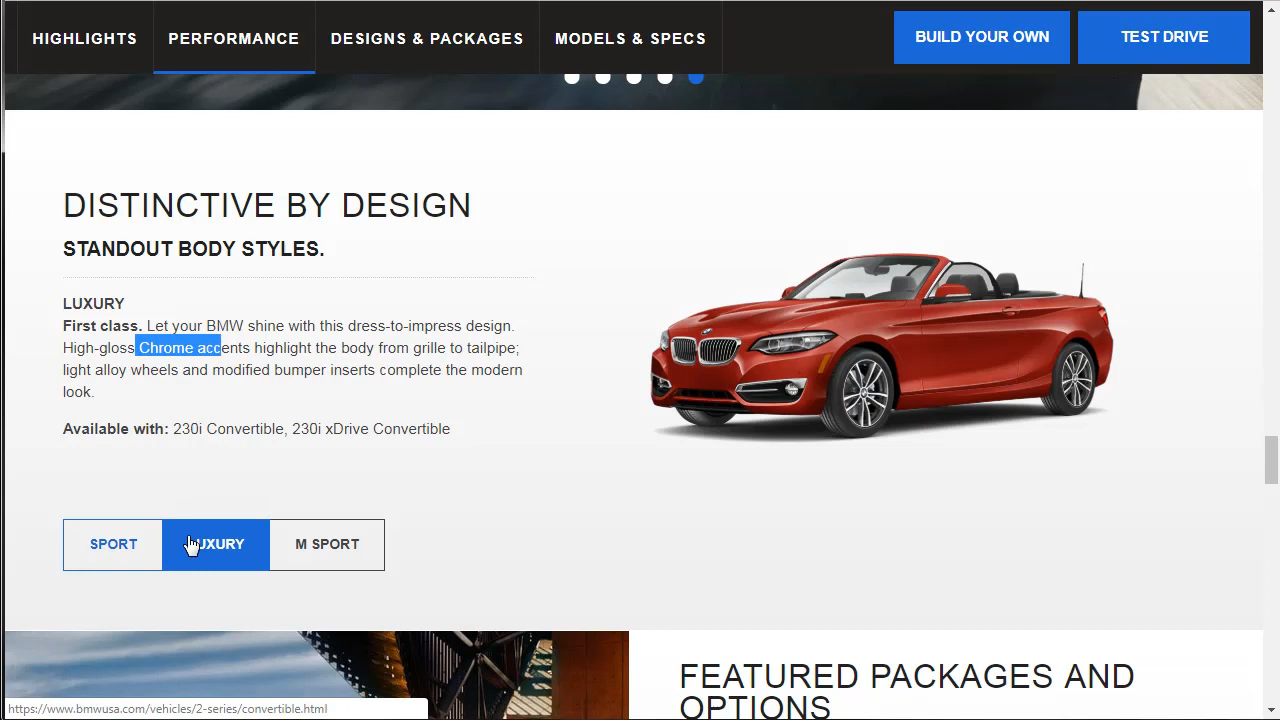 HIGHLIGHTS PERFORMANCE DESIGNS & PACKAGES MODELS & SPECS BUILD YOUR OWN TEST DRIVE
DISTINCTIVE BY DESIGN
STANDOUT BODY STYLES.
LUXURY
First class. Let your BMW shine with this dress-to-impress design.
High-gloss Chrome accents highlight the body from grille to tailpipe;
light alloy wheels and modified bumper inserts complete the modern
look.
Available with: 230i Convertible, 230i xDrive Convertible
SPORT LUXURY M SPORT
FEATURED PACKAGES AND
OPTIONS
https://www.bmwusa.com/vehicles/2-series/convertible.html